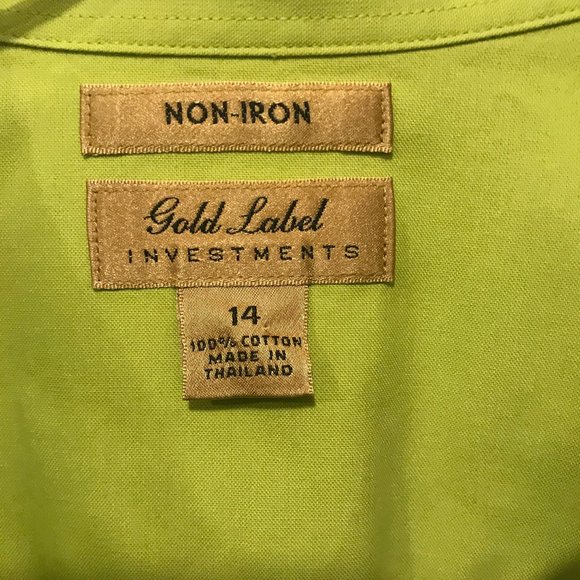 NON-IRON
Gold Label
INVESTMENTS
14
100% COTTON
MADE IN
THAILAND